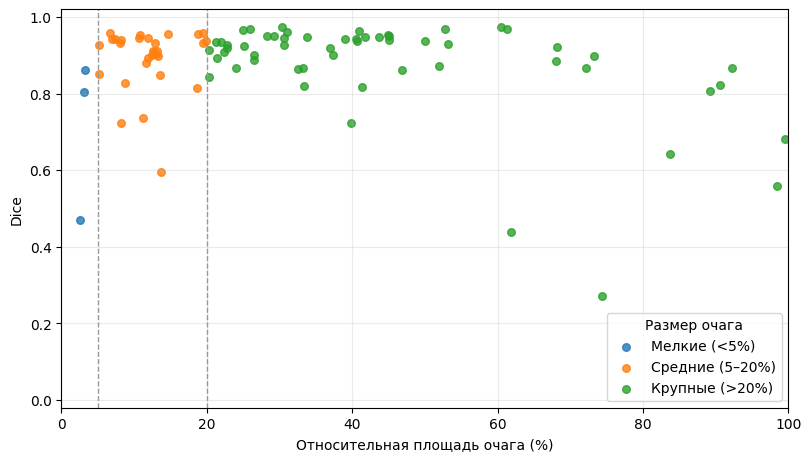 1.0
0.8
0.6
0.4
0.2
0.0
Dice
0
20
40
60
80
100
Относительная площадь очага (%)
Размер очага
Мелкие (<5%)
Средние (5–20%)
Крупные (>20%)